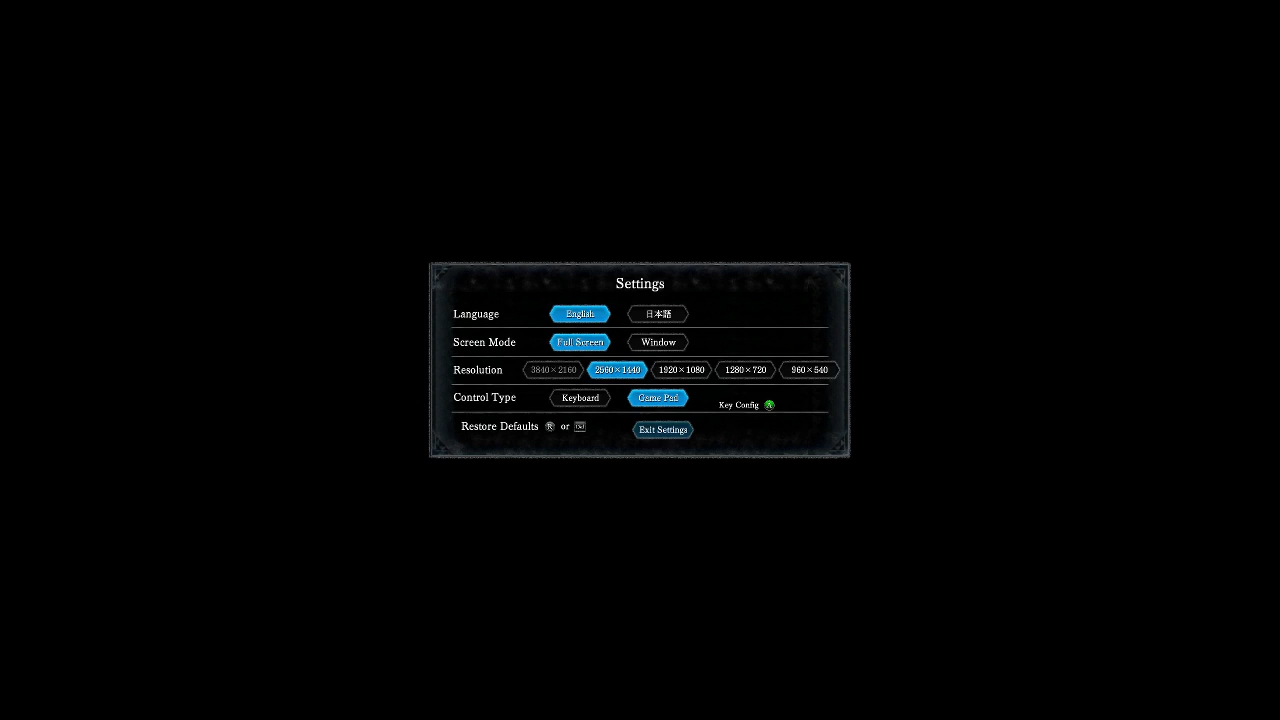 Settings
Language English 日本語
Screen Mode Full Screen Window
Resolution 3840×2160 2560×1440 1920×1080 1280×720 960×540
Control Type Keyboard Game Pad Key Config
Restore Defaults R or Exit Settings